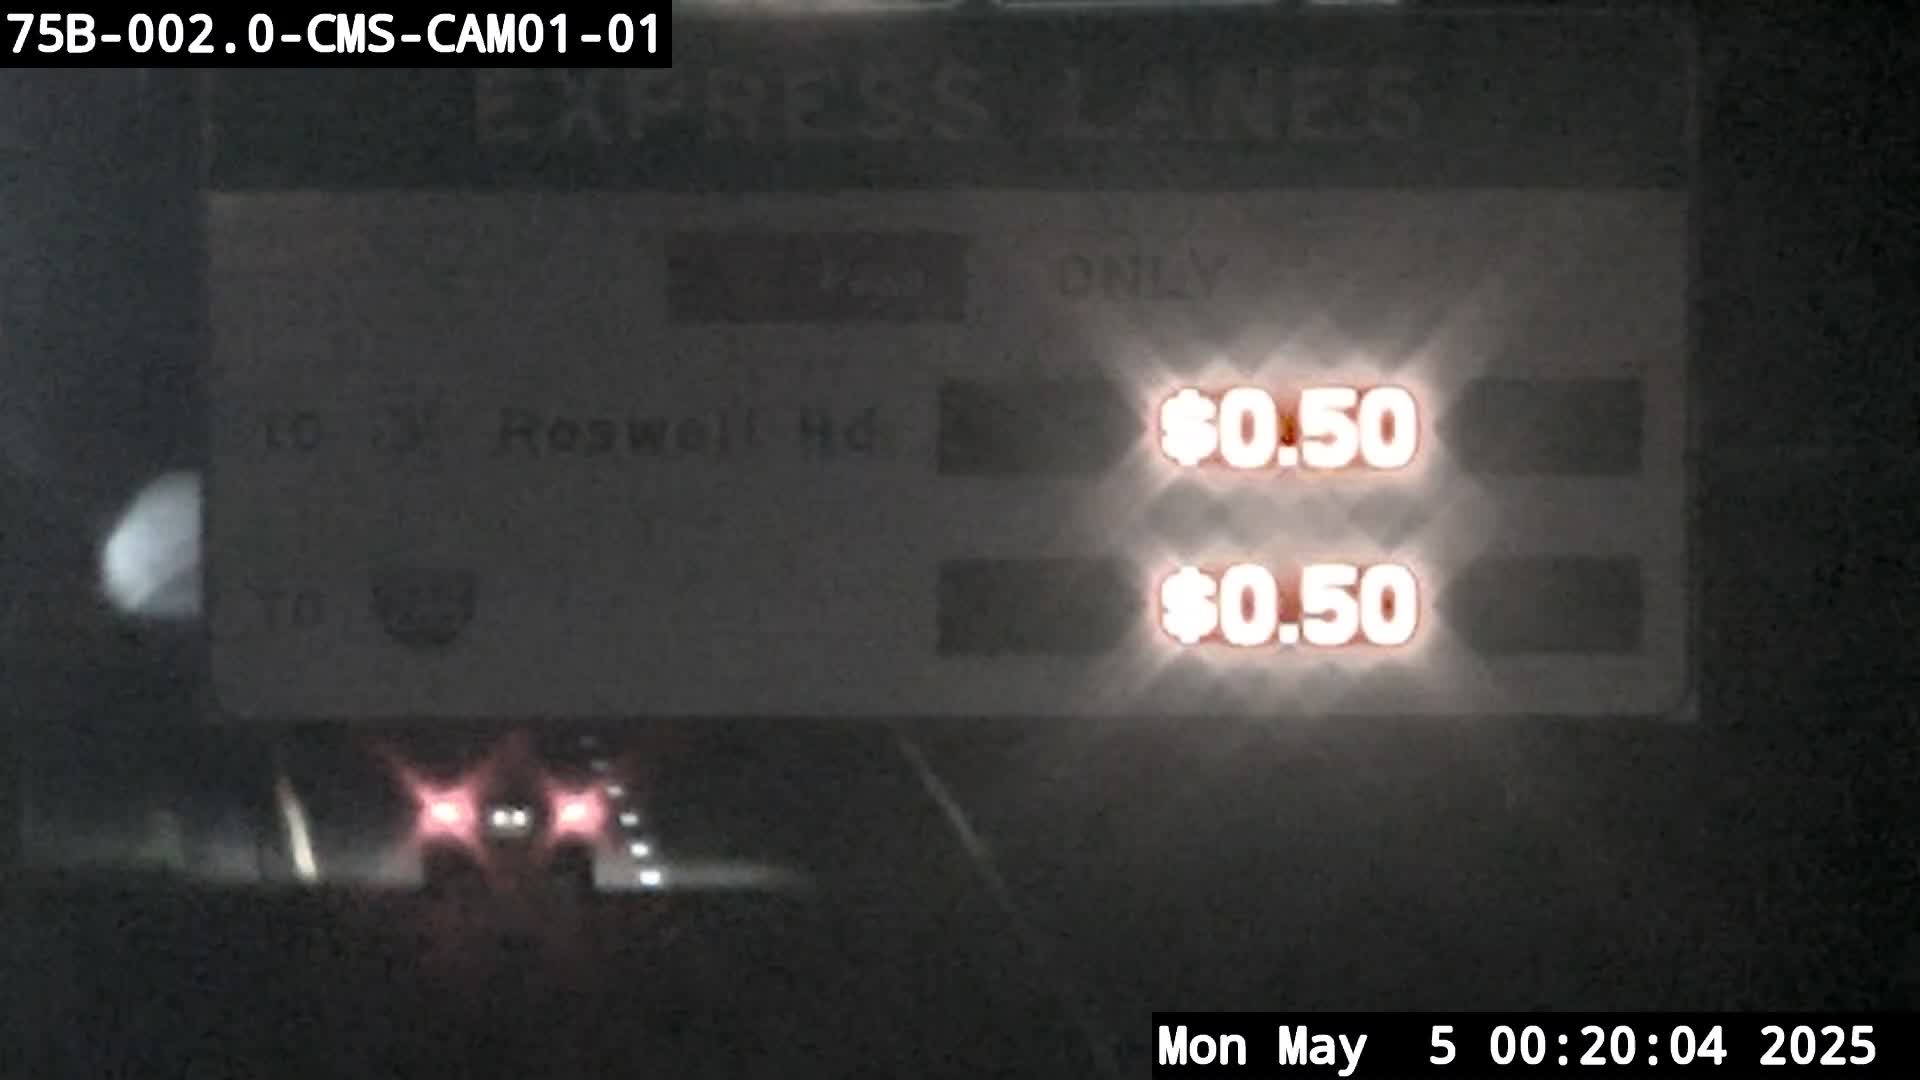 75B-002.0-CMS-CAM01-01
EXPRESS LANES
ONLY
TO Roswell Rd $0.50
TO $0.50
Mon May 5 00:20:04 2025